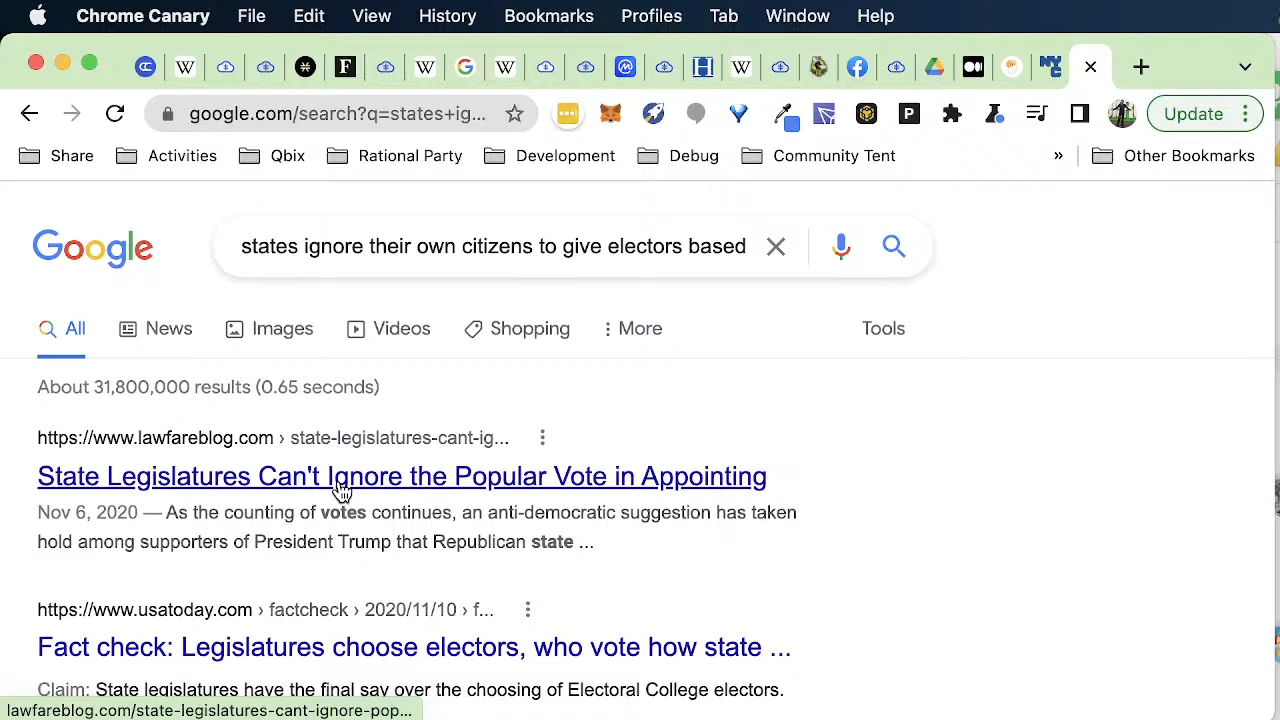 Chrome Canary File Edit View History Bookmarks Profiles Tab Window Help
google.com/search?q=states+ig... Update
Share Activities Qbix Rational Party Development Debug Community Tent » Other Bookmarks
Google states ignore their own citizens to give electors based
All News Images Videos Shopping More Tools
About 31,800,000 results (0.65 seconds)
https://www.lawfareblog.com › state-legislatures-cant-ig...
State Legislatures Can't Ignore the Popular Vote in Appointing
Nov 6, 2020 — As the counting of votes continues, an anti-democratic suggestion has taken
hold among supporters of President Trump that Republican state ...
https://www.usatoday.com › factcheck › 2020/11/10 › f...
Fact check: Legislatures choose electors, who vote how state ...
Claim: State legislatures have the final say over the choosing of Electoral College electors.
lawfareblog.com/state-legislatures-cant-ignore-pop...